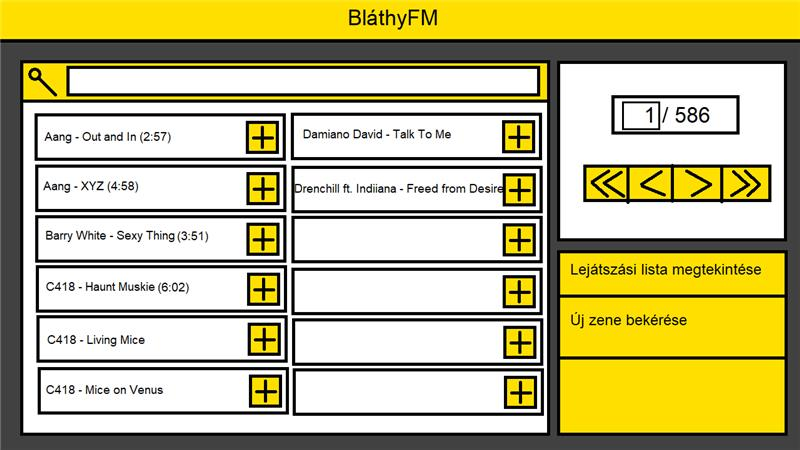 BláthyFM
Aang - Out and In (2:57)
Aang - XYZ (4:58)
Barry White - Sexy Thing (3:51)
C418 - Haunt Muskie (6:02)
C418 - Living Mice
C418 - Mice on Venus
Damiano David - Talk To Me
Drenchill ft. Indiiana - Freed from Desire
1 / 586
<< < > >>
Lejátszási lista megtekintése
Új zene bekérése